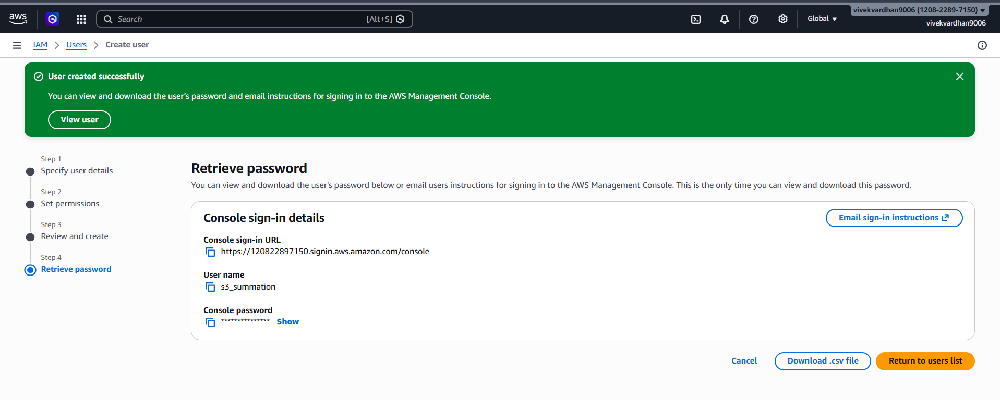 aws
Search
[Alt+S]
Global
vivekvardhan9006 (1208-2289-7150)
vivekvardhan9006
IAM
Users
Create user
User created successfully
You can view and download the user's password and email instructions for signing in to the AWS Management Console.
View user
Step 1
Specify user details
Step 2
Set permissions
Step 3
Review and create
Step 4
Retrieve password
Retrieve password
You can view and download the user's password below or email users instructions for signing in to the AWS Management Console. This is the only time you can view and download this password.
Console sign-in details
Email sign-in instructions
Console sign-in URL
https://120822897150.signin.aws.amazon.com/console
User name
s3_summation
Console password
*************** Show
Cancel
Download .csv file
Return to users list